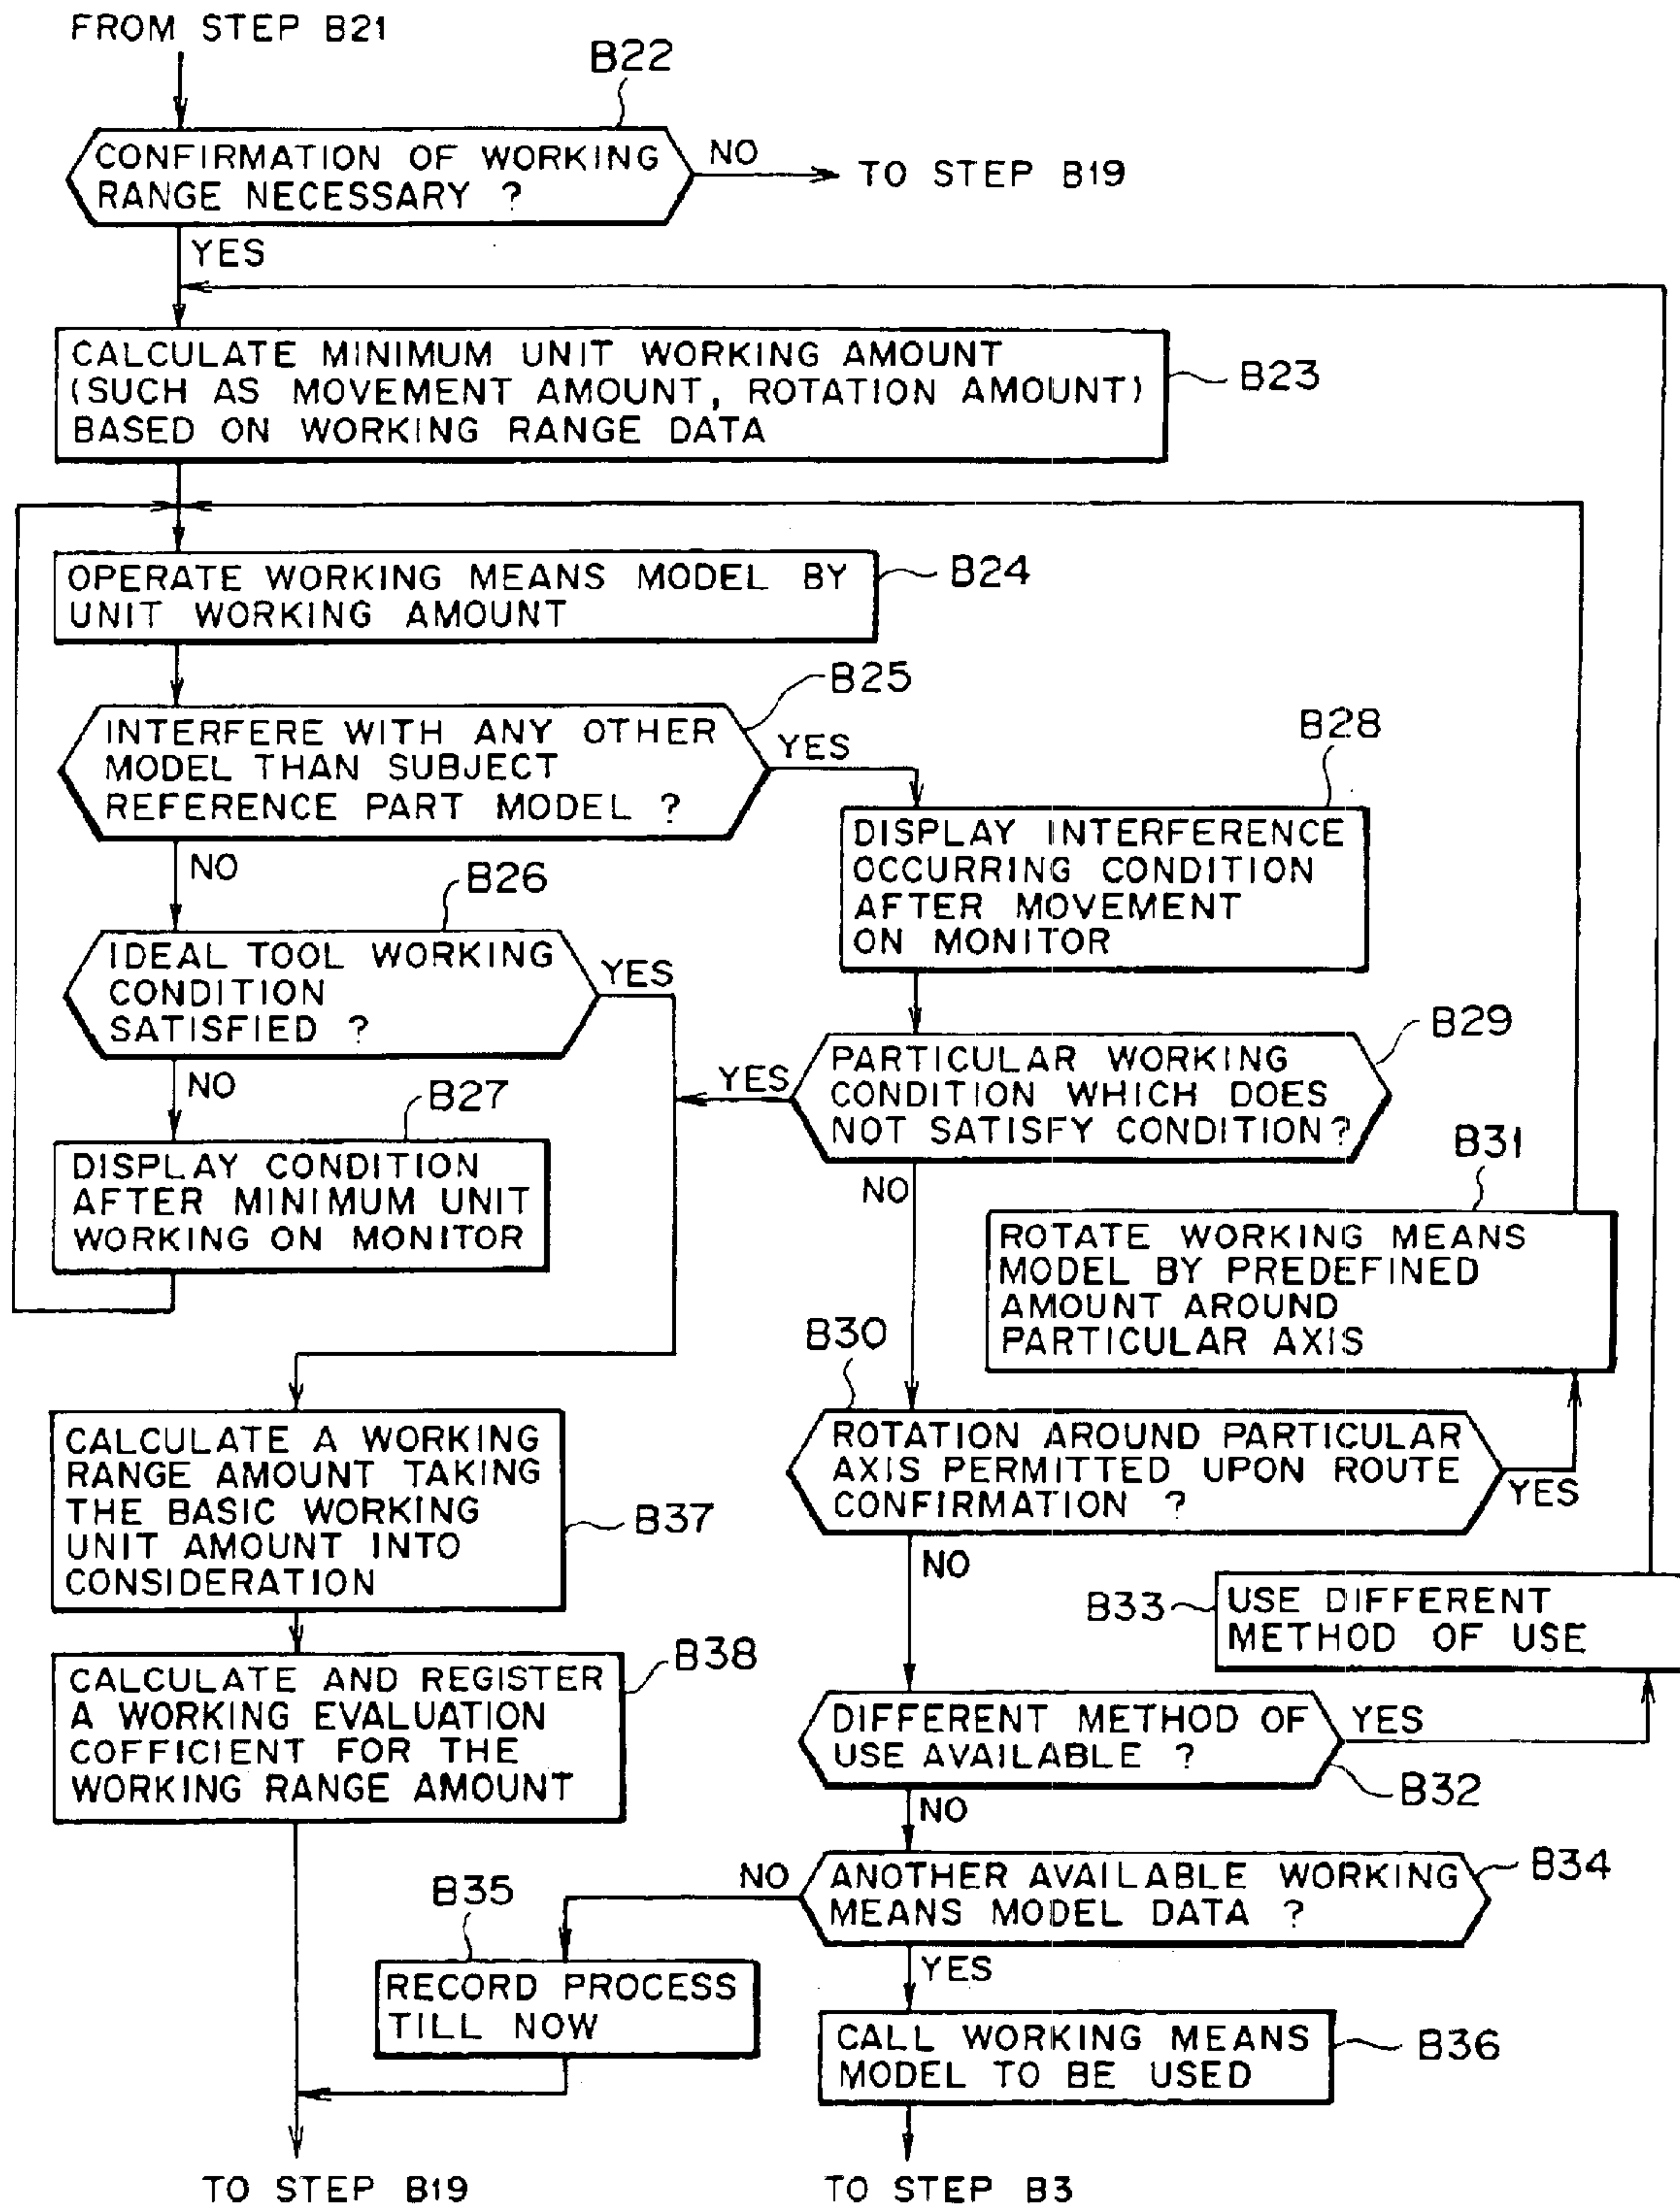 FROM STEP B21
B22
CONFIRMATION OF WORKING
RANGE NECESSARY ?
NO
TO STEP B19
YES
CALCULATE MINIMUM UNIT WORKING AMOUNT
(SUCH AS MOVEMENT AMOUNT, ROTATION AMOUNT)
BASED ON WORKING RANGE DATA
B23
OPERATE WORKING MEANS MODEL BY
UNIT WORKING AMOUNT
B24
B25
INTERFERE WITH ANY OTHER
MODEL THAN SUBJECT
REFERENCE PART MODEL ?
YES
NO
B28
DISPLAY INTERFERENCE
OCCURRING CONDITION
AFTER MOVEMENT
ON MONITOR
B26
IDEAL TOOL WORKING
CONDITION
SATISFIED ?
YES
NO
B29
PARTICULAR WORKING
CONDITION WHICH DOES
NOT SATISFY CONDITION?
YES
NO
B27
DISPLAY CONDITION
AFTER MINIMUM UNIT
WORKING ON MONITOR
B31
ROTATE WORKING MEANS
MODEL BY PREDEFINED
AMOUNT AROUND
PARTICULAR AXIS
B30
ROTATION AROUND PARTICULAR
AXIS PERMITTED UPON ROUTE
CONFIRMATION ?
YES
NO
CALCULATE A WORKING
RANGE AMOUNT TAKING
THE BASIC WORKING
UNIT AMOUNT INTO
CONSIDERATION
B37
B33
USE DIFFERENT
METHOD OF USE
CALCULATE AND REGISTER
A WORKING EVALUATION
COFFICIENT FOR THE
WORKING RANGE AMOUNT
B38
DIFFERENT METHOD OF
USE AVAILABLE ?
YES
B32
NO
ANOTHER AVAILABLE WORKING
MEANS MODEL DATA ?
B34
NO
YES
B35
RECORD PROCESS
TILL NOW
CALL WORKING MEANS
MODEL TO BE USED
B36
TO STEP B19
TO STEP B3